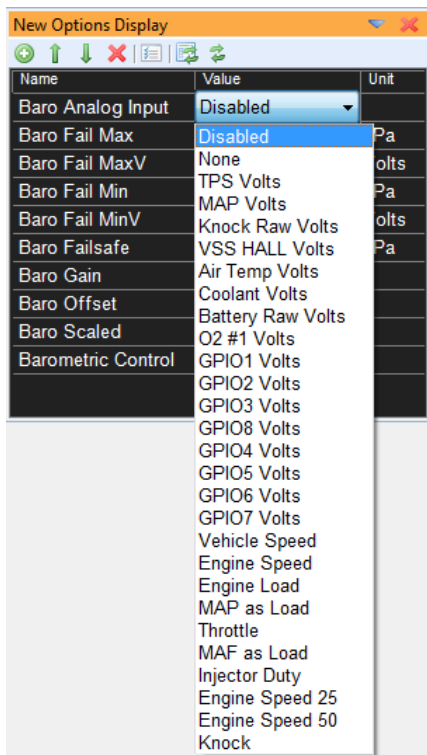 New Options Display
Name Value Unit
Baro Analog Input Disabled
Baro Fail Max Pa
Baro Fail MaxV olts
Baro Fail Min Pa
Baro Fail MinV olts
Baro Failsafe Pa
Baro Gain
Baro Offset
Baro Scaled
Barometric Control
Disabled
None
TPS Volts
MAP Volts
Knock Raw Volts
VSS HALL Volts
Air Temp Volts
Coolant Volts
Battery Raw Volts
O2 #1 Volts
GPIO1 Volts
GPIO2 Volts
GPIO3 Volts
GPIO8 Volts
GPIO4 Volts
GPIO5 Volts
GPIO6 Volts
GPIO7 Volts
Vehicle Speed
Engine Speed
Engine Load
MAP as Load
Throttle
MAF as Load
Injector Duty
Engine Speed 25
Engine Speed 50
Knock